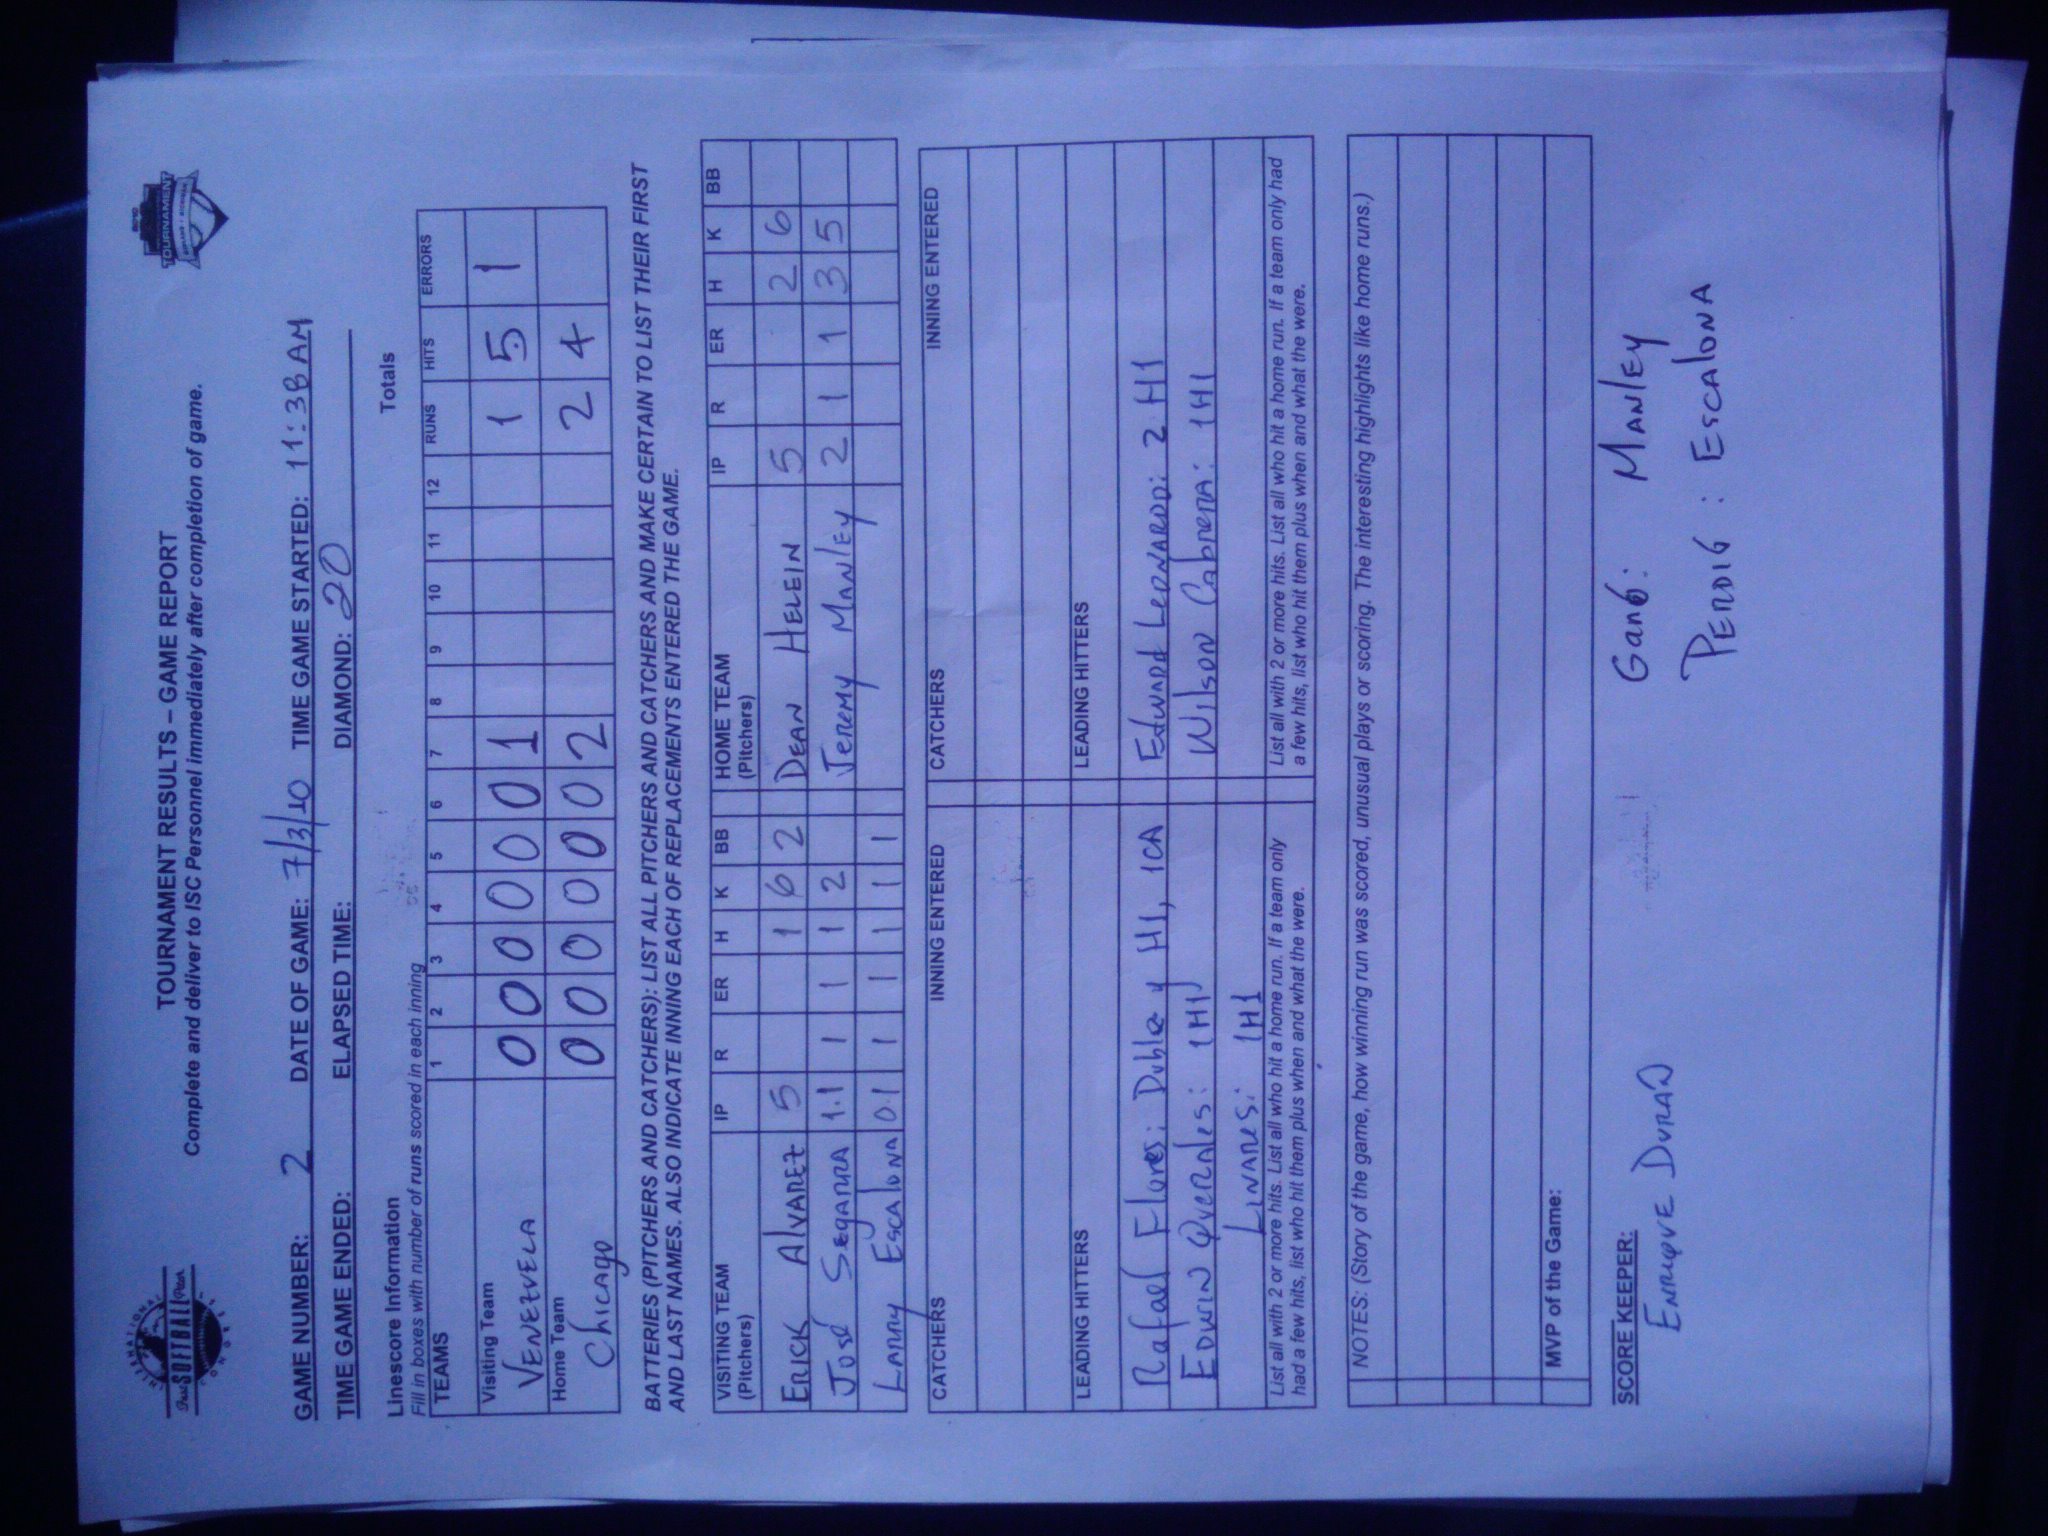 INTERNATIONAL
Fast
SOFTBALL
Pitch
CONGRESS
TOURNAMENT
TOURNAMENT RESULTS – GAME REPORT
Complete and deliver to ISC Personnel immediately after completion of game.
GAME NUMBER: 2 DATE OF GAME: 7/3/10 TIME GAME STARTED: 11:38 AM
TIME GAME ENDED: ELAPSED TIME: DIAMOND: 20
Linescore Information Totals
Fill in boxes with number of runs scored in each inning
TEAMS 1 2 3 4 5 6 7 8 9 10 11 12 RUNS HITS ERRORS
Visiting Team
VENEZUELA 0 0 0 0 0 0 1 1 5 1
Home Team
Chicago 0 0 0 0 0 0 2 2 4
BATTERIES (PITCHERS AND CATCHERS): LIST ALL PITCHERS AND CATCHERS AND MAKE CERTAIN TO LIST THEIR FIRST
AND LAST NAMES. ALSO INDICATE INNING EACH OF REPLACEMENTS ENTERED THE GAME.
VISITING TEAM (Pitchers) IP R ER H K BB HOME TEAM (Pitchers) IP R ER H K BB
ERICK ALVAREZ 5 1 6 2 DEAN HELEIN 5 2 6
José SEgARRA 1.1 1 1 1 2 Jeremy MANLEY 2 1 1 3 5
LARRY ESCALONA 0.1 1 1 1 1 1
CATCHERS INNING ENTERED CATCHERS INNING ENTERED
LEADING HITTERS LEADING HITTERS
Rafael Flores: Duble y H1, 1CA Edward LEONARDO: 2 H1
EDWIN QUERALES: 1H1 WIlSON CABRERA: 1H1
LINARES: 1H1
List all with 2 or more hits. List all who hit a home run. If a team only had a few hits, list who hit them plus when and what the were. List all with 2 or more hits. List all who hit a home run. If a team only had a few hits, list who hit them plus when and what the were.
NOTES: (Story of the game, how winning run was scored, unusual plays or scoring. The interesting highlights like home runs.)
MVP of the Game:
SCORE KEEPER:
ENRIQUE DURAN
Ganó: MANLEY
PERDIÓ: ESCALONA